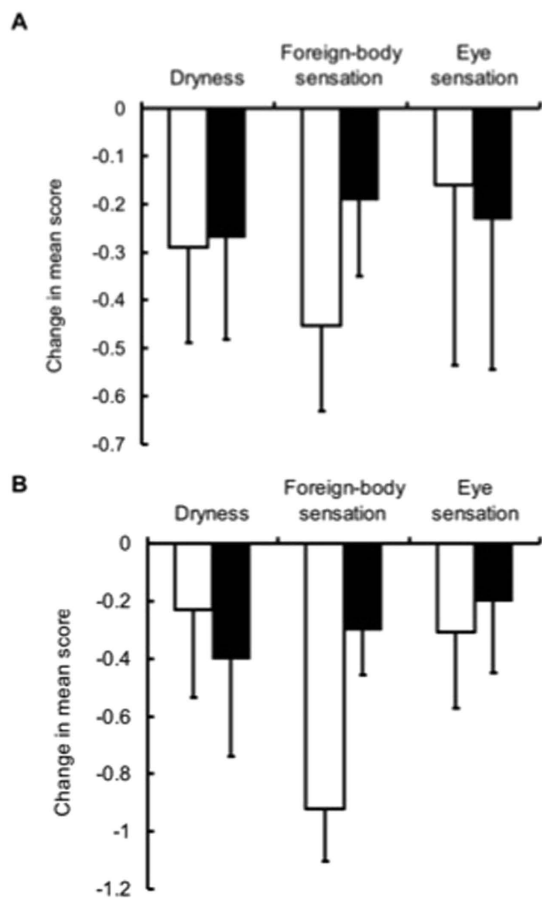 A
Dryness
Foreign-body
sensation
Eye
sensation
0
-0.1
-0.2
-0.3
-0.4
-0.5
-0.6
-0.7
Change in mean score
B
Dryness
Foreign-body
sensation
Eye
sensation
0
-0.2
-0.4
-0.6
-0.8
-1
-1.2
Change in mean score